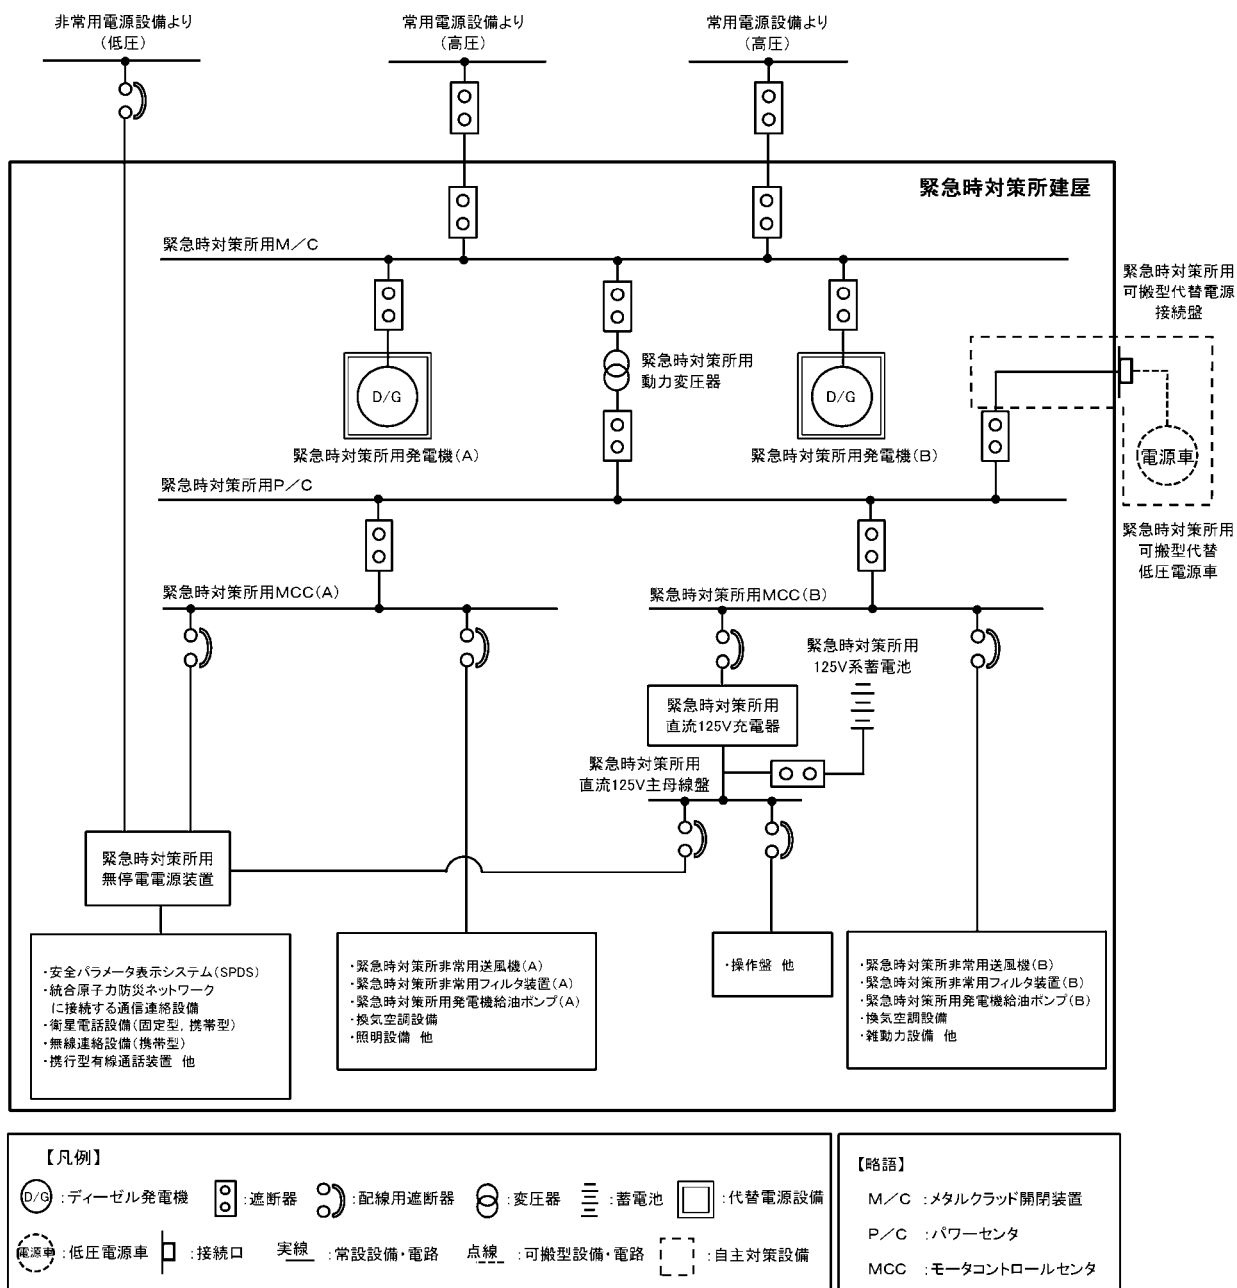 非常用電源設備より
(低圧)
常用電源設備より
(高圧)
常用電源設備より
(高圧)
緊急時対策所建屋
緊急時対策所用M/C
緊急時対策所用
可搬型代替電源
接続盤
緊急時対策所用
動力変圧器
D/G
D/G
緊急時対策所用発電機(A)
緊急時対策所用発電機(B)
電源車
緊急時対策所用P/C
緊急時対策所用
可搬型代替
低圧電源車
緊急時対策所用MCC(A)
緊急時対策所用MCC(B)
緊急時対策所用
125V系蓄電池
緊急時対策所用
直流125V充電器
緊急時対策所用
直流125V主母線盤
緊急時対策所用
無停電電源装置
・安全パラメータ表示システム(SPDS)
・統合原子力防災ネットワーク
に接続する通信連絡設備
・衛星電話設備(固定型, 携帯型)
・無線連絡設備(携帯型)
・携行型有線通話装置 他
・緊急時対策所非常用送風機(A)
・緊急時対策所非常用フィルタ装置(A)
・緊急時対策所用発電機給油ポンプ(A)
・換気空調設備
・照明設備 他
・操作盤 他
・緊急時対策所非常用送風機(B)
・緊急時対策所非常用フィルタ装置(B)
・緊急時対策所用発電機給油ポンプ(B)
・換気空調設備
・雑動力設備 他
【凡例】
D/G :ディーゼル発電機 :遮断器 :配線用遮断器 :変圧器 :蓄電池 :代替電源設備
電源車 :低圧電源車 :接続口 実線 :常設設備・電路 点線 :可搬型設備・電路 :自主対策設備
【略語】
M/C :メタルクラッド開閉装置
P/C :パワーセンタ
MCC :モータコントロールセンタ